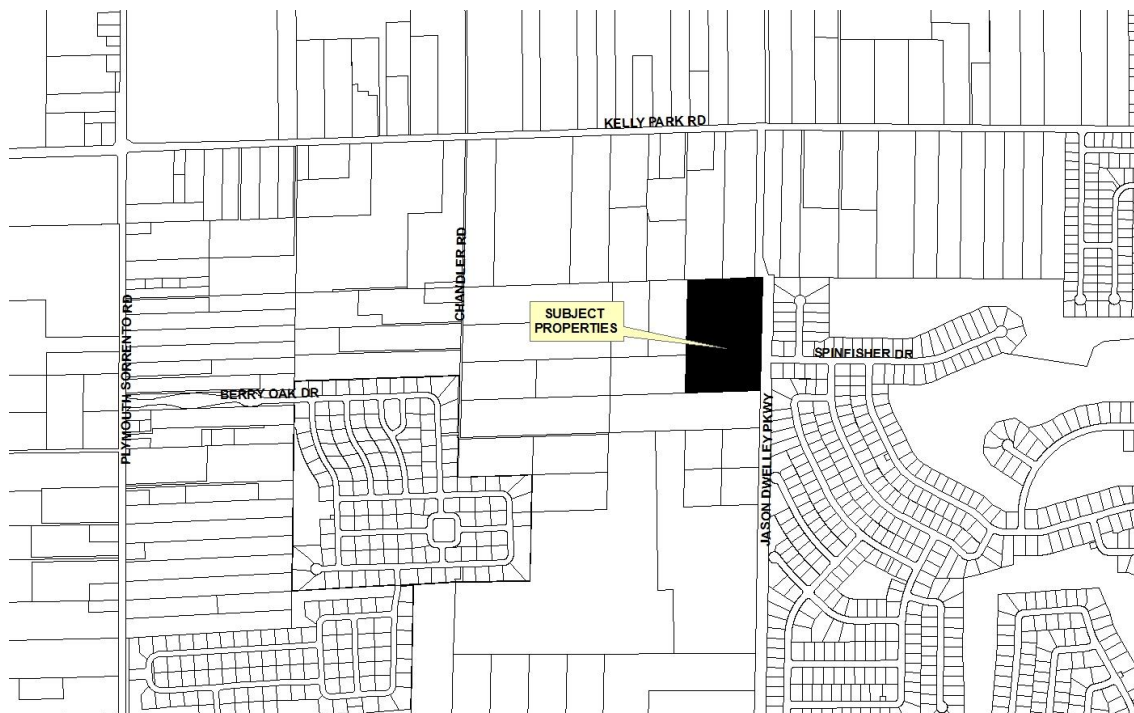 KELLY PARK RD
CHANDLER RD
PLYMOUTH SORRENTO RD
SUBJECT
PROPERTIES
SPINFISHER DR
BERRY OAK DR
JASON DWELLEY PKWY